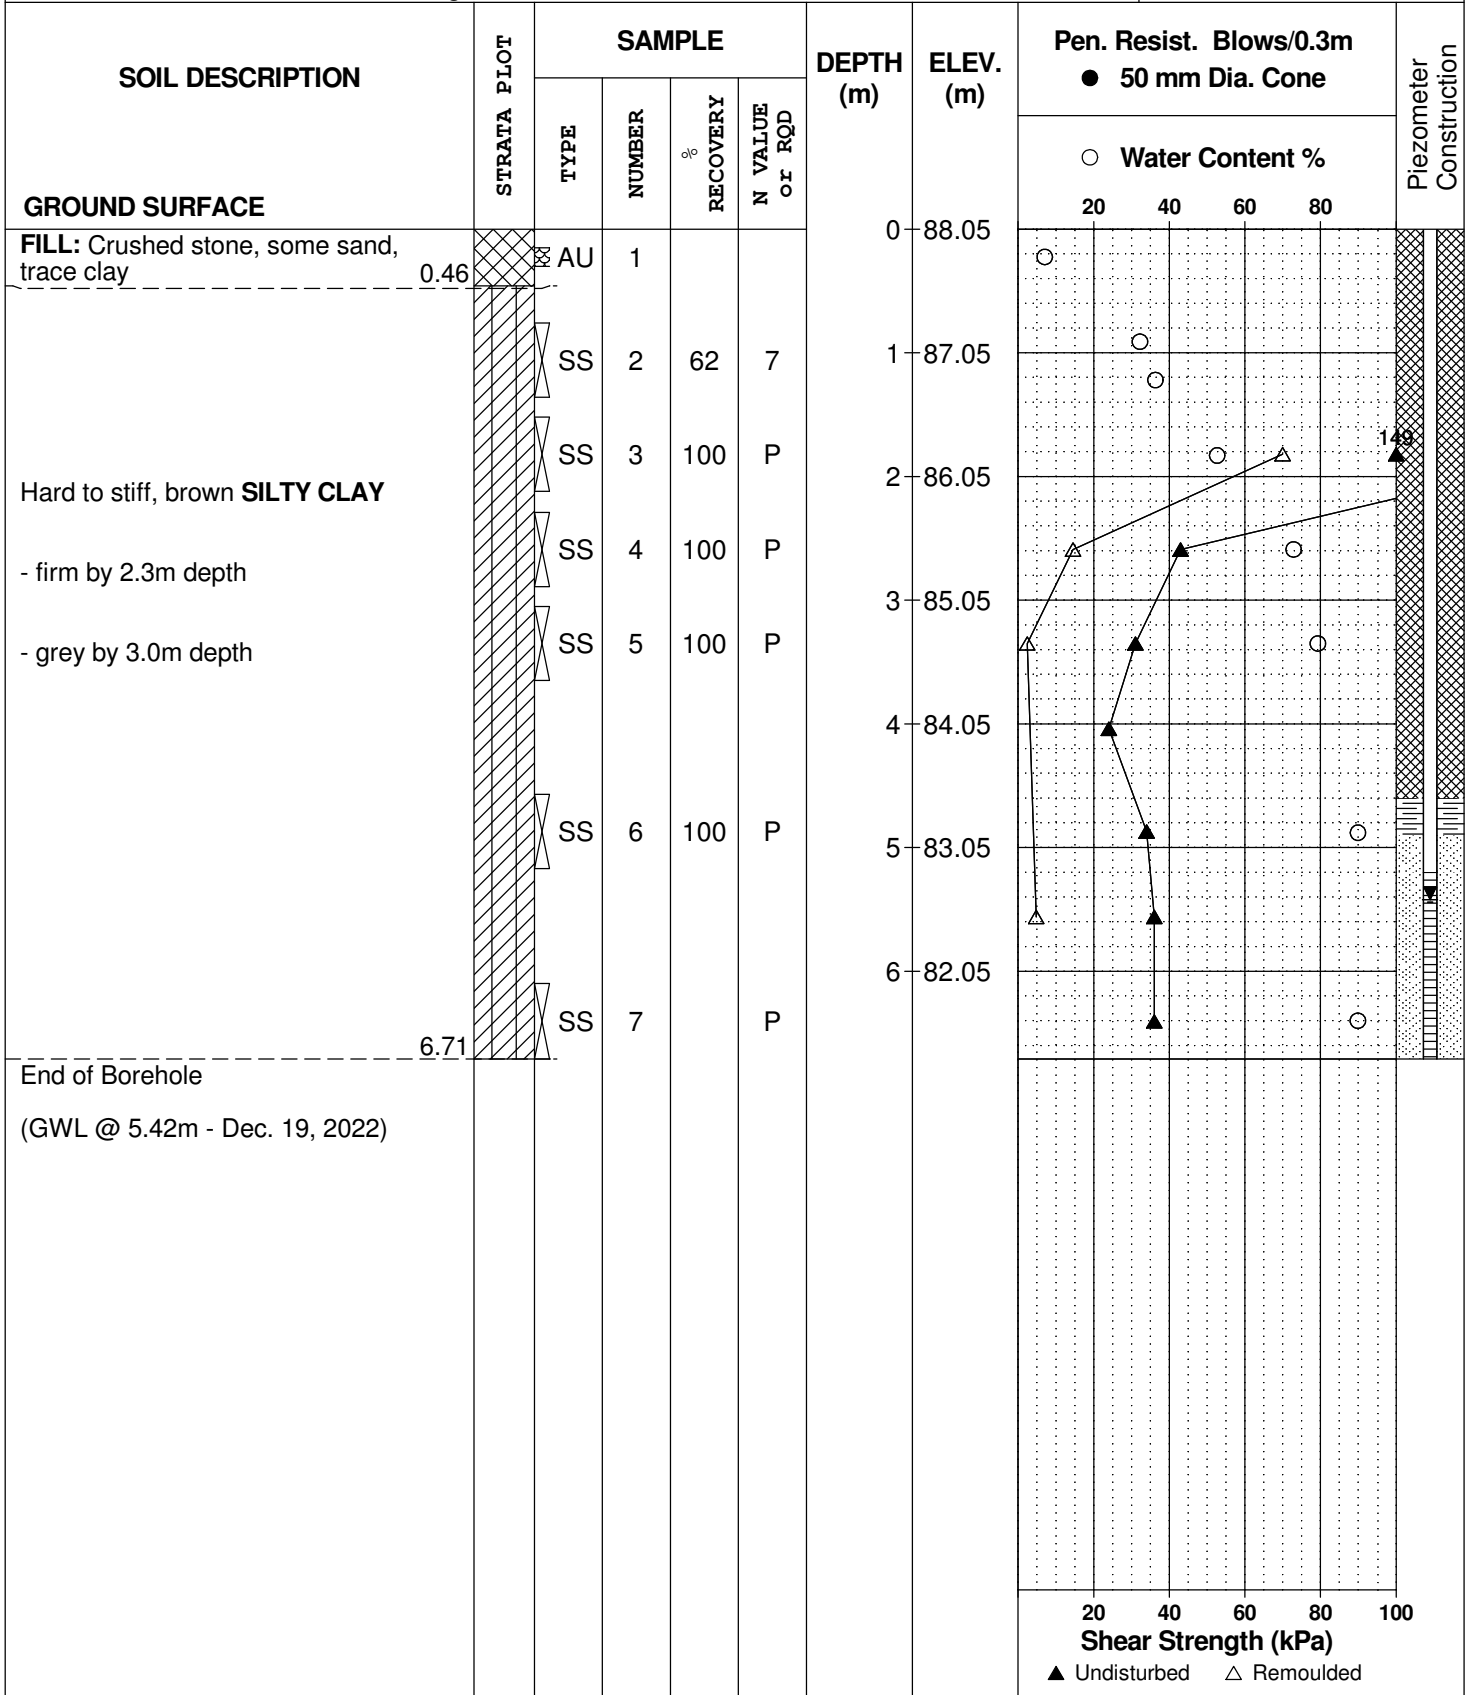 SOIL DESCRIPTION
GROUND SURFACE
STRATA PLOT
SAMPLE
TYPE
NUMBER
% RECOVERY
N VALUE
or RQD
DEPTH
(m)
ELEV.
(m)
Pen. Resist. Blows/0.3m
● 50 mm Dia. Cone
○ Water Content %
20 40 60 80
Piezometer
Construction
0 88.05
FILL: Crushed stone, some sand,
trace clay 0.46
AU 1
SS 2 62 7
1 87.05
149
SS 3 100 P
2 86.05
Hard to stiff, brown SILTY CLAY
SS 4 100 P
- firm by 2.3m depth
3 85.05
SS 5 100 P
- grey by 3.0m depth
4 84.05
SS 6 100 P
5 83.05
6 82.05
SS 7 P
6.71
End of Borehole
(GWL @ 5.42m - Dec. 19, 2022)
20 40 60 80 100
Shear Strength (kPa)
▲ Undisturbed △ Remoulded